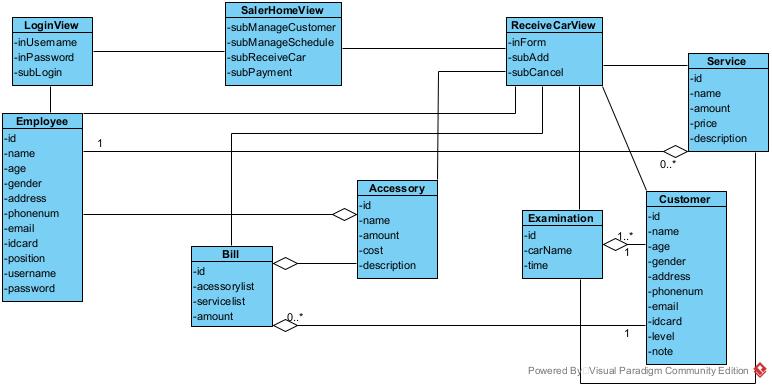 LoginView
-inUsername
-inPassword
-subLogin
SalerHomeView
-subManageCustomer
-subManageSchedule
-subReceiveCar
-subPayment
ReceiveCarView
-inForm
-subAdd
-subCancel
Service
-id
-name
-amount
-price
-description
Employee
-id
-name
-age
-gender
-address
-phonenum
-email
-idcard
-position
-username
-password
1
0..*
Accessory
-id
-name
-amount
-cost
-description
Examination
-id
-carName
-time
1..*
1
Customer
-id
-name
-age
-gender
-address
-phonenum
-email
-idcard
-level
-note
Bill
-id
-acessorylist
-servicelist
-amount
0..*
1
Powered By Visual Paradigm Community Edition